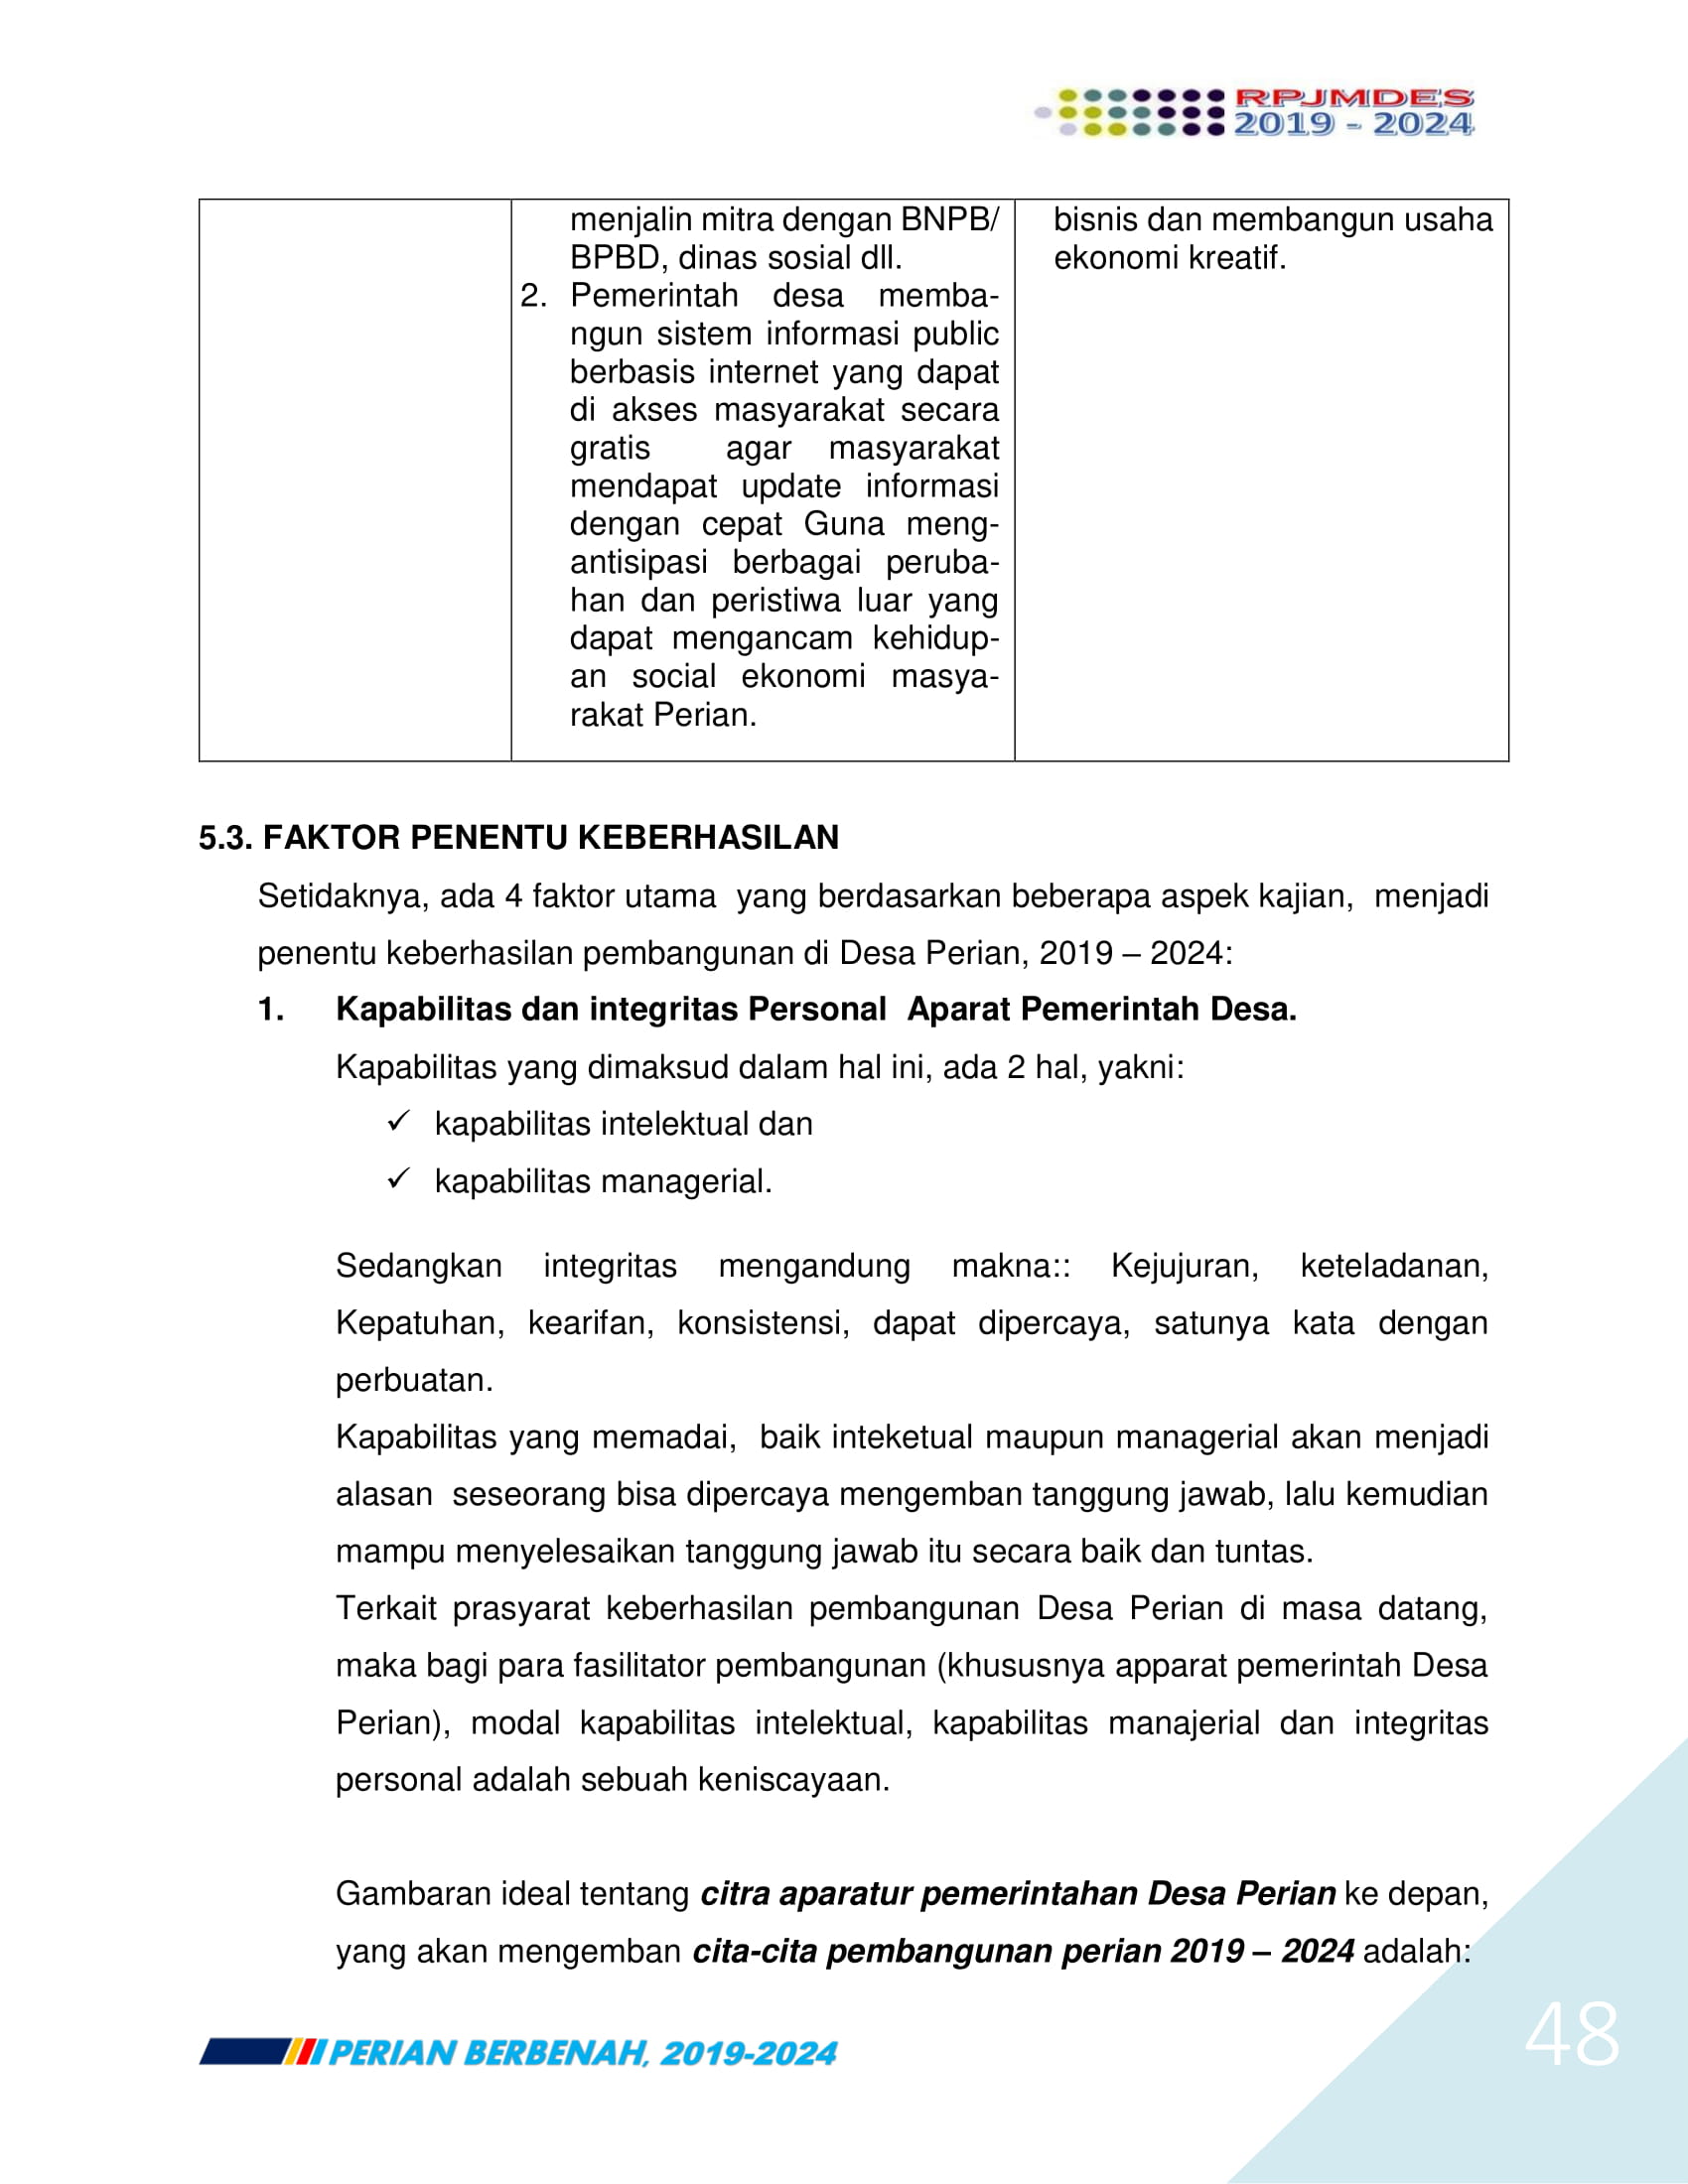 RPJMDES
2019 - 2024
menjalin mitra dengan BNPB/
BPBD, dinas sosial dll.
2. Pemerintah desa memba-
ngun sistem informasi public
berbasis internet yang dapat
di akses masyarakat secara
gratis agar masyarakat
mendapat update informasi
dengan cepat Guna meng-
antisipasi berbagai peruba-
han dan peristiwa luar yang
dapat mengancam kehidup-
an social ekonomi masya-
rakat Perian.
bisnis dan membangun usaha
ekonomi kreatif.
5.3. FAKTOR PENENTU KEBERHASILAN
Setidaknya, ada 4 faktor utama yang berdasarkan beberapa aspek kajian, menjadi
penentu keberhasilan pembangunan di Desa Perian, 2019 – 2024:
1. Kapabilitas dan integritas Personal Aparat Pemerintah Desa.
Kapabilitas yang dimaksud dalam hal ini, ada 2 hal, yakni:
✓ kapabilitas intelektual dan
✓ kapabilitas managerial.
Sedangkan integritas mengandung makna:: Kejujuran, keteladanan,
Kepatuhan, kearifan, konsistensi, dapat dipercaya, satunya kata dengan
perbuatan.
Kapabilitas yang memadai, baik inteketual maupun managerial akan menjadi
alasan seseorang bisa dipercaya mengemban tanggung jawab, lalu kemudian
mampu menyelesaikan tanggung jawab itu secara baik dan tuntas.
Terkait prasyarat keberhasilan pembangunan Desa Perian di masa datang,
maka bagi para fasilitator pembangunan (khususnya apparat pemerintah Desa
Perian), modal kapabilitas intelektual, kapabilitas manajerial dan integritas
personal adalah sebuah keniscayaan.
Gambaran ideal tentang citra aparatur pemerintahan Desa Perian ke depan,
yang akan mengemban cita-cita pembangunan perian 2019 – 2024 adalah:
PERIAN BERBENAH, 2019-2024
48